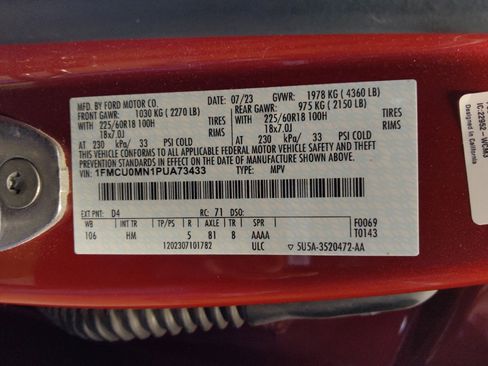 MFD. BY FORD MOTOR CO.
DATE: 07/23 GVWR: 1978 KG ( 4360 LB)
FRONT GAWR: 1030 KG ( 2270 LB) REAR GAWR: 975 KG ( 2150 LB)
225/60R18 100H WITH 225/60R18 100H WITH
18x7.0J 18x7.0J
AT 230 kPa/ 33 PSI COLD AT 230 kPa/ 33 PSI COLD
THIS VEHICLE CONFORMS TO ALL APPLICABLE FEDERAL MOTOR VEHICLE SAFETY AND THEFT
PREVENTION STANDARDS IN EFFECT ON THE DATE OF MANUFACTURE SHOWN ABOVE.
VIN: 1FMCU0MN1PUA73433 TYPE: MPV
EXT PNT: D4 RC: 71 DSO:
WB INT TR TP/PS R AXLE TR SPR F0069
106 HM 5 81 8 AAAA T0143
1202307101782 ULC 5U5A-3520472-AA
IC: 22952 – WCM3
Designed in California